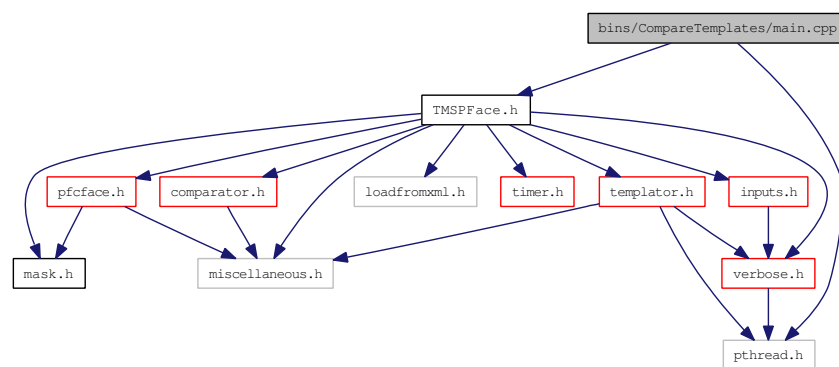 bins/CompareTemplates/main.cpp
TMSPFace.h
pfcface.h
comparator.h
loadfromxml.h
timer.h
templator.h
inputs.h
mask.h
miscellaneous.h
verbose.h
pthread.h